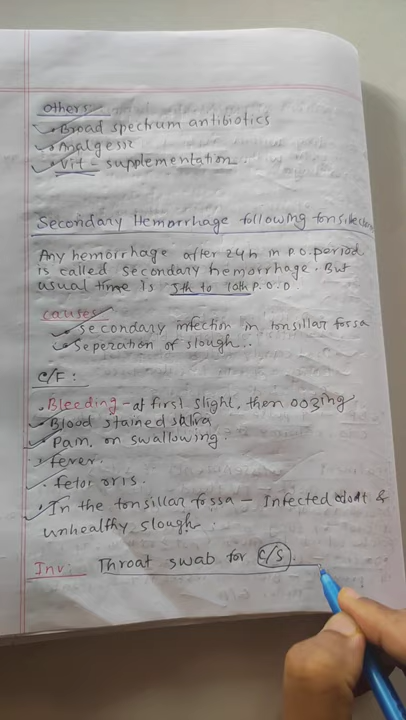 Others:
Broad spectrum antibiotics
Analgesic
Vit - supplementation.
Secondary Hemorrhage following tonsillectomy
Any hemorrhage after 24h in P.O. period
is called secondary hemorrhage. But
usual time is 5th to 10th P.O.D.
Causes
Secondary infection in tonsillar fossa
Seperation of slough.
C/F:
Bleeding - at first slight, then oozing
Blood stained saliva
Pain on swallowing.
fever.
fetor oris.
In the tonsillar fossa - Infected clot &
unhealthy slough.
Inv: Throat swab for C/S.